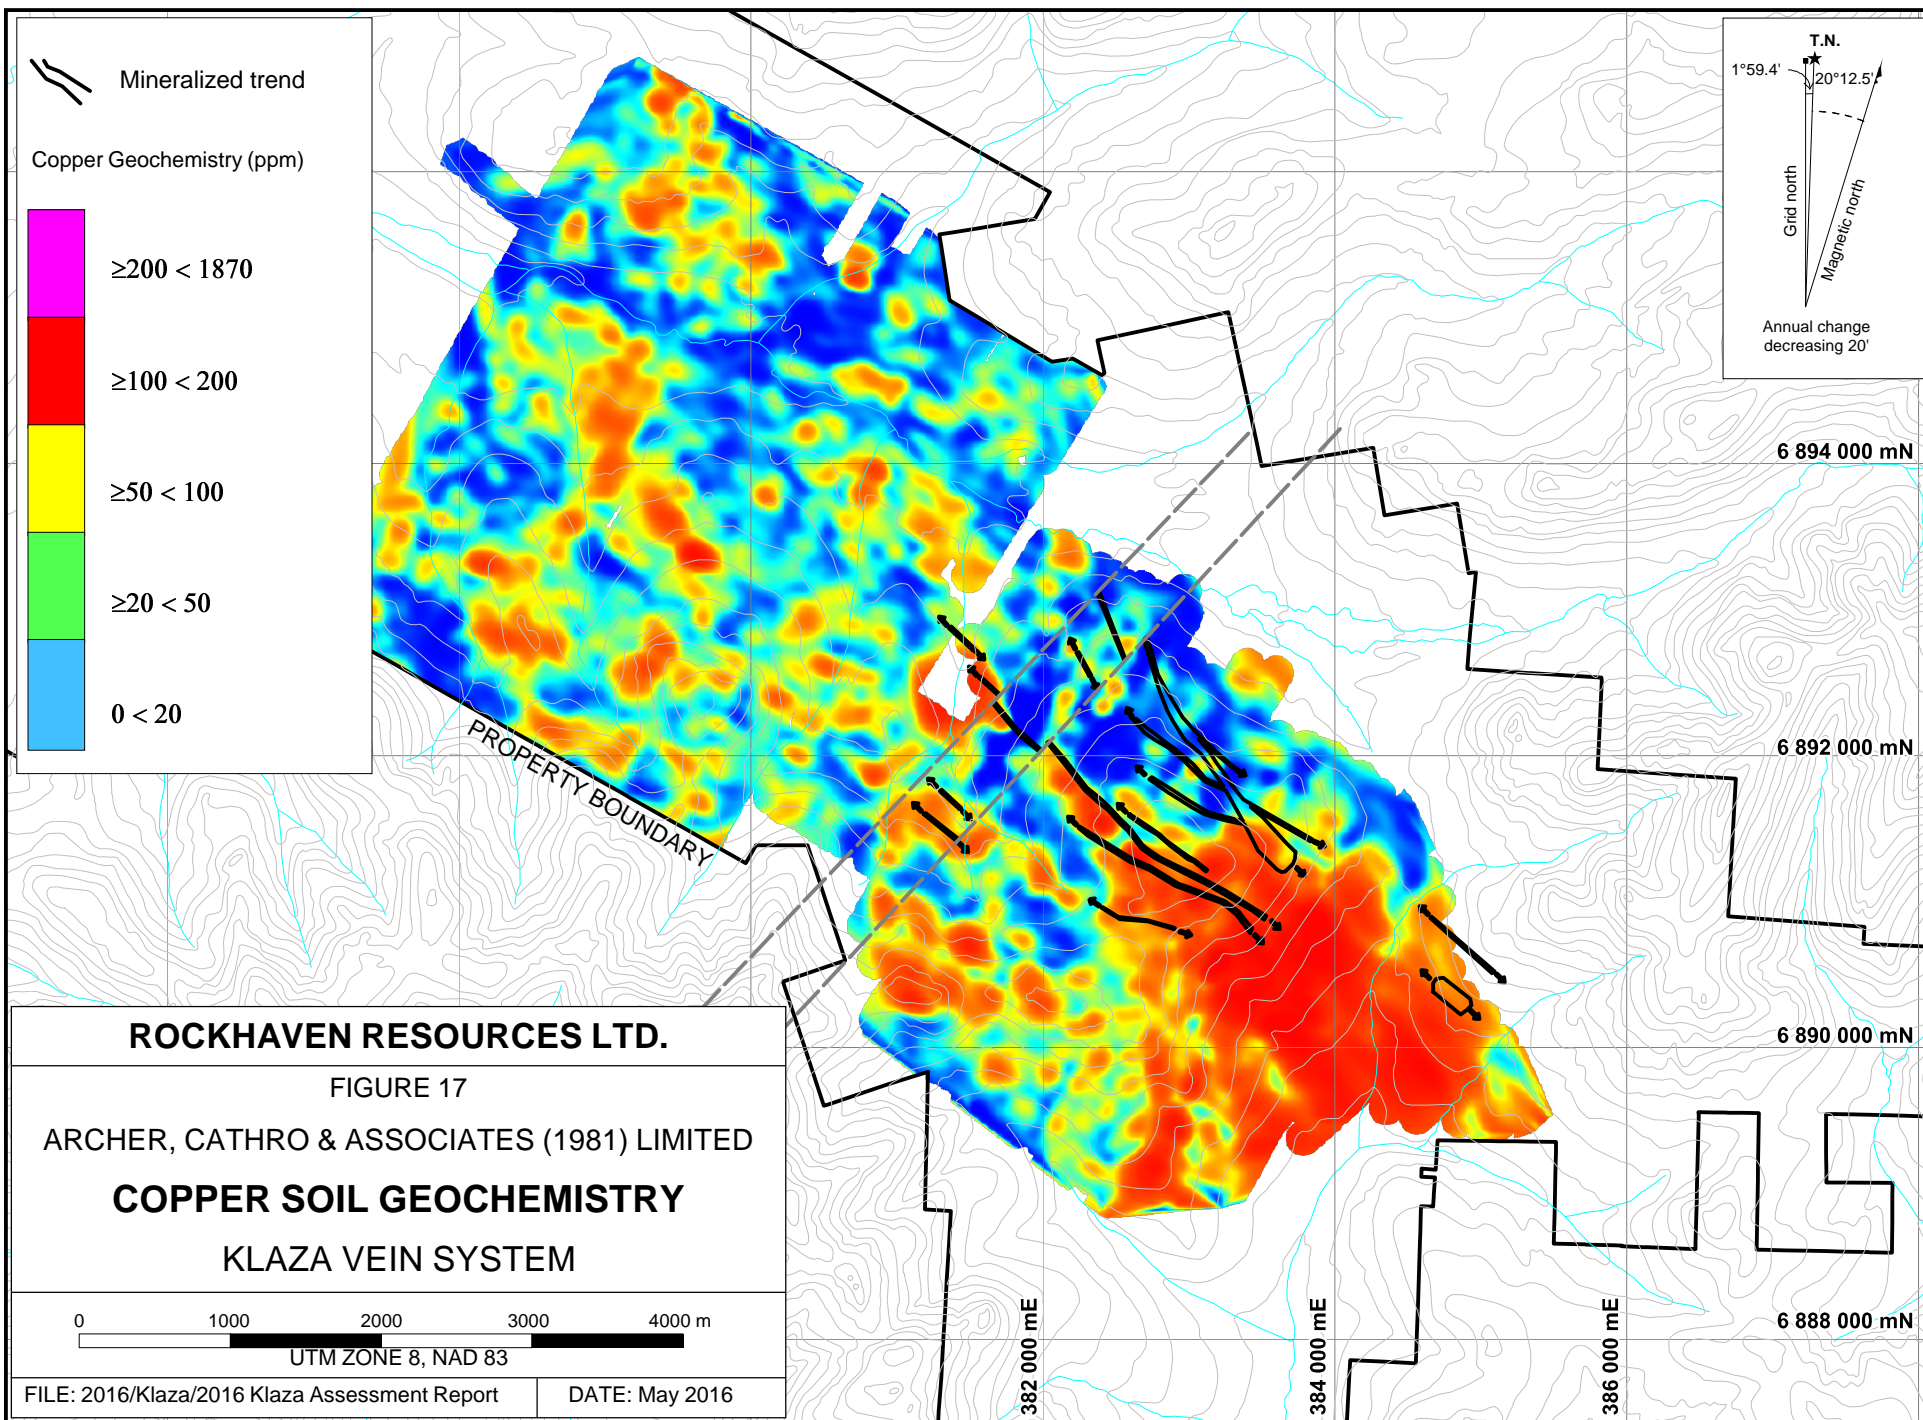 Mineralized trend
Copper Geochemistry (ppm)
≥200 < 1870
≥100 < 200
≥50 < 100
≥20 < 50
0 < 20
T.N.
1°59.4'
20°12.5'
Grid north
Magnetic north
Annual change
decreasing 20'
6 894 000 mN
6 892 000 mN
6 890 000 mN
6 888 000 mN
382 000 mE
384 000 mE
386 000 mE
PROPERTY BOUNDARY
ROCKHAVEN RESOURCES LTD.
FIGURE 17
ARCHER, CATHRO & ASSOCIATES (1981) LIMITED
COPPER SOIL GEOCHEMISTRY
KLAZA VEIN SYSTEM
0 1000 2000 3000 4000 m
UTM ZONE 8, NAD 83
FILE: 2016/Klaza/2016 Klaza Assessment Report
DATE: May 2016